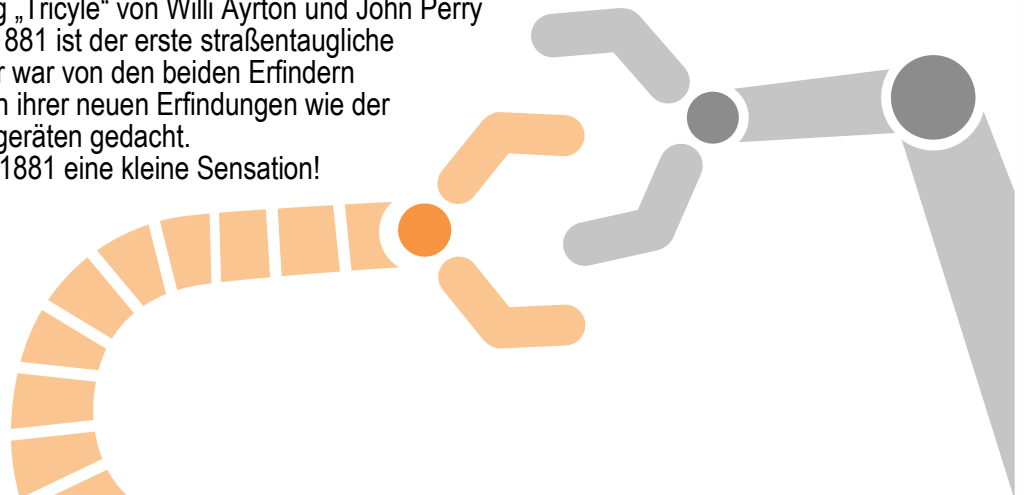 „Tricyle“ von Willi Ayrton und John Perry
1881 ist der erste straßentaugliche
war von den beiden Erfindern
ihrer neuen Erfindungen wie der
geräten gedacht.
1881 eine kleine Sensation!